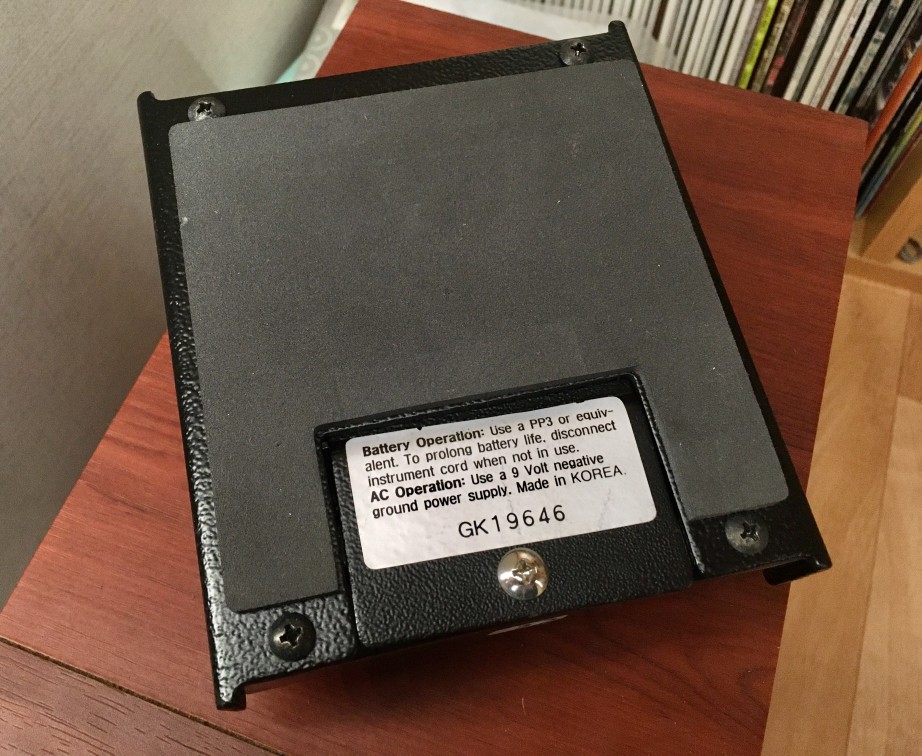 Battery Operation: Use a PP3 or equiv-
alent. To prolong battery life, disconnect
instrument cord when not in use.
AC Operation: Use a 9 Volt negative
ground power supply. Made in KOREA.
GK19646